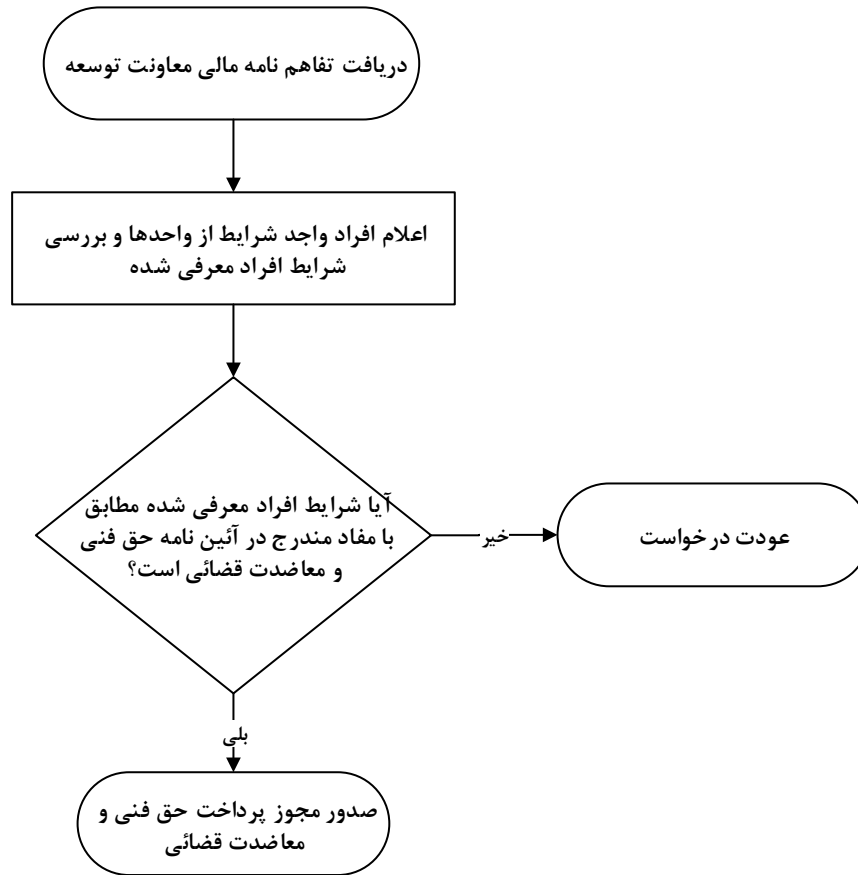 دریافت تفاهم نامه مالی معاونت توسعه
اعلام افراد واجد شرایط از واحدها و بررسی
شرایط افراد معرفی شده
آیا شرایط افراد معرفی شده مطابق
با مفاد مندرج در آئین نامه حق فنی
و معاضدت قضائی است؟
خیر
عودت درخواست
بلی
صدور مجوز پرداخت حق فنی و
معاضدت قضائی